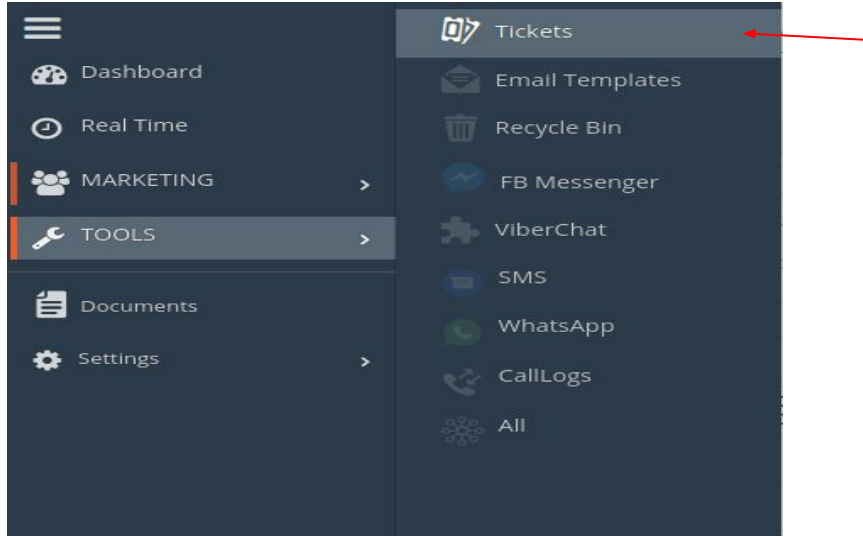 Dashboard
Real Time
MARKETING
TOOLS
Documents
Settings
Tickets
Email Templates
Recycle Bin
FB Messenger
ViberChat
SMS
WhatsApp
CallLogs
All